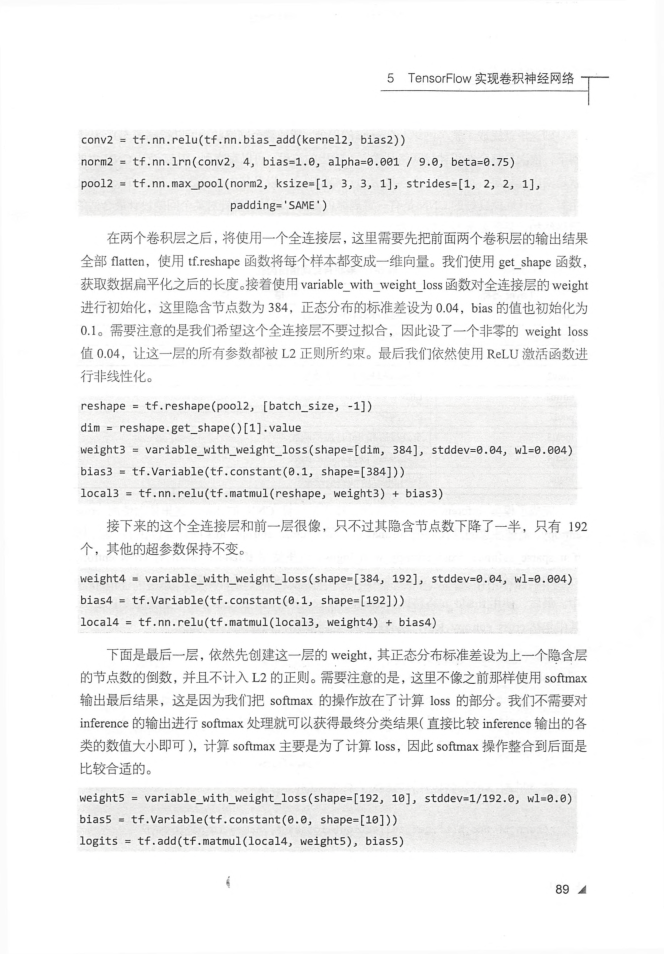 5 TensorFlow 实现卷积神经网络
conv2 = tf.nn.relu(tf.nn.bias_add(kernel2, bias2))
norm2 = tf.nn.lrn(conv2, 4, bias=1.0, alpha=0.001 / 9.0, beta=0.75)
pool2 = tf.nn.max_pool(norm2, ksize=[1, 3, 3, 1], strides=[1, 2, 2, 1],
padding='SAME')
在两个卷积层之后，将使用一个全连接层，这里需要先把前面两个卷积层的输出结果
全部 flatten，使用 tf.reshape 函数将每个样本都变成一维向量。我们使用 get_shape 函数，
获取数据扁平化之后的长度。接着使用 variable_with_weight_loss 函数对全连接层的 weight
进行初始化，这里隐含节点数为 384，正态分布的标准差设为 0.04，bias 的值也初始化为
0.1。需要注意的是我们希望这个全连接层不要过拟合，因此设了一个非零的 weight loss
值 0.04，让这一层的所有参数都被 L2 正则所约束。最后我们依然使用 ReLU 激活函数进
行非线性化。
reshape = tf.reshape(pool2, [batch_size, -1])
dim = reshape.get_shape()[1].value
weight3 = variable_with_weight_loss(shape=[dim, 384], stddev=0.04, wl=0.004)
bias3 = tf.Variable(tf.constant(0.1, shape=[384]))
local3 = tf.nn.relu(tf.matmul(reshape, weight3) + bias3)
接下来的这个全连接层和前一层很像，只不过其隐含节点数下降了一半，只有 192
个，其他的超参数保持不变。
weight4 = variable_with_weight_loss(shape=[384, 192], stddev=0.04, wl=0.004)
bias4 = tf.Variable(tf.constant(0.1, shape=[192]))
local4 = tf.nn.relu(tf.matmul(local3, weight4) + bias4)
下面是最后一层，依然先创建这一层的 weight，其正态分布标准差设为上一个隐含层
的节点数的倒数，并且不计入 L2 的正则。需要注意的是，这里不像之前那样使用 softmax
输出最后结果，这是因为我们把 softmax 的操作放在了计算 loss 的部分。我们不需要对
inference 的输出进行 softmax 处理就可以获得最终分类结果（直接比较 inference 输出的各
类的数值大小即可），计算 softmax 主要是为了计算 loss，因此 softmax 操作整合到后面是
比较合适的。
weight5 = variable_with_weight_loss(shape=[192, 10], stddev=1/192.0, wl=0.0)
bias5 = tf.Variable(tf.constant(0.0, shape=[10]))
logits = tf.add(tf.matmul(local4, weight5), bias5)
89